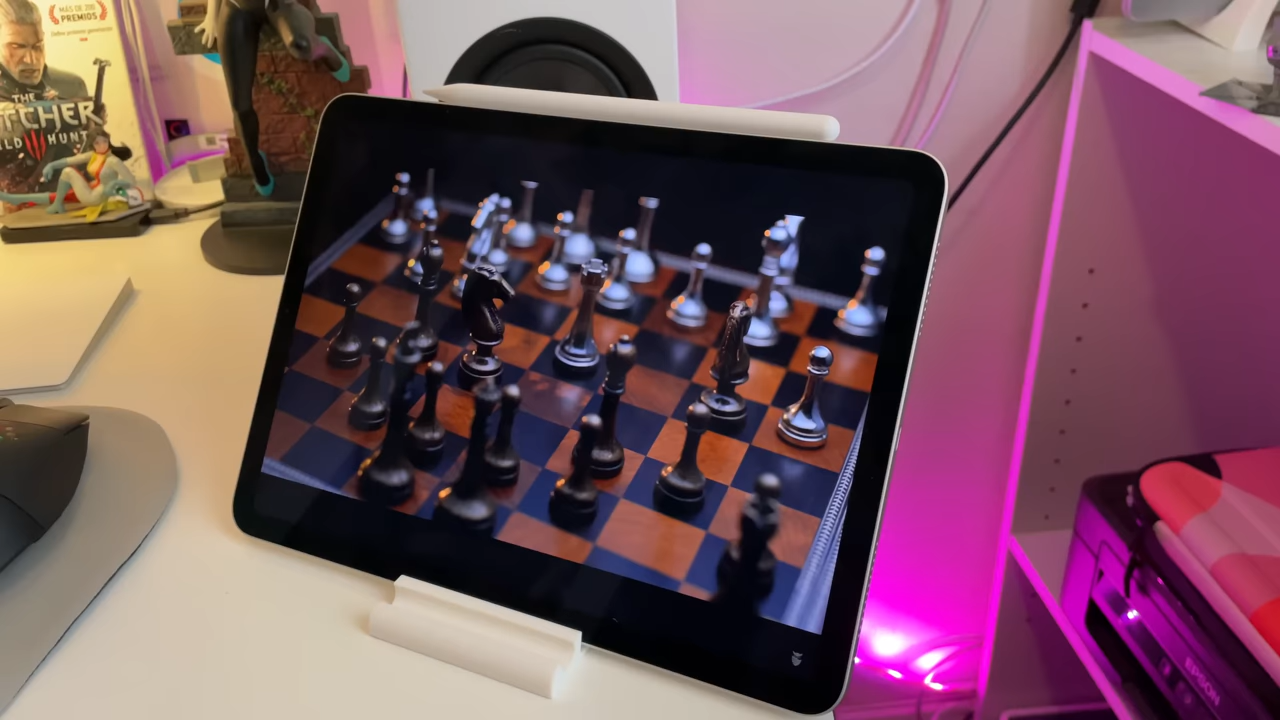 MÁS DE 200
PREMIOS
THE
WITCHER
WILD HUNT
EPSON